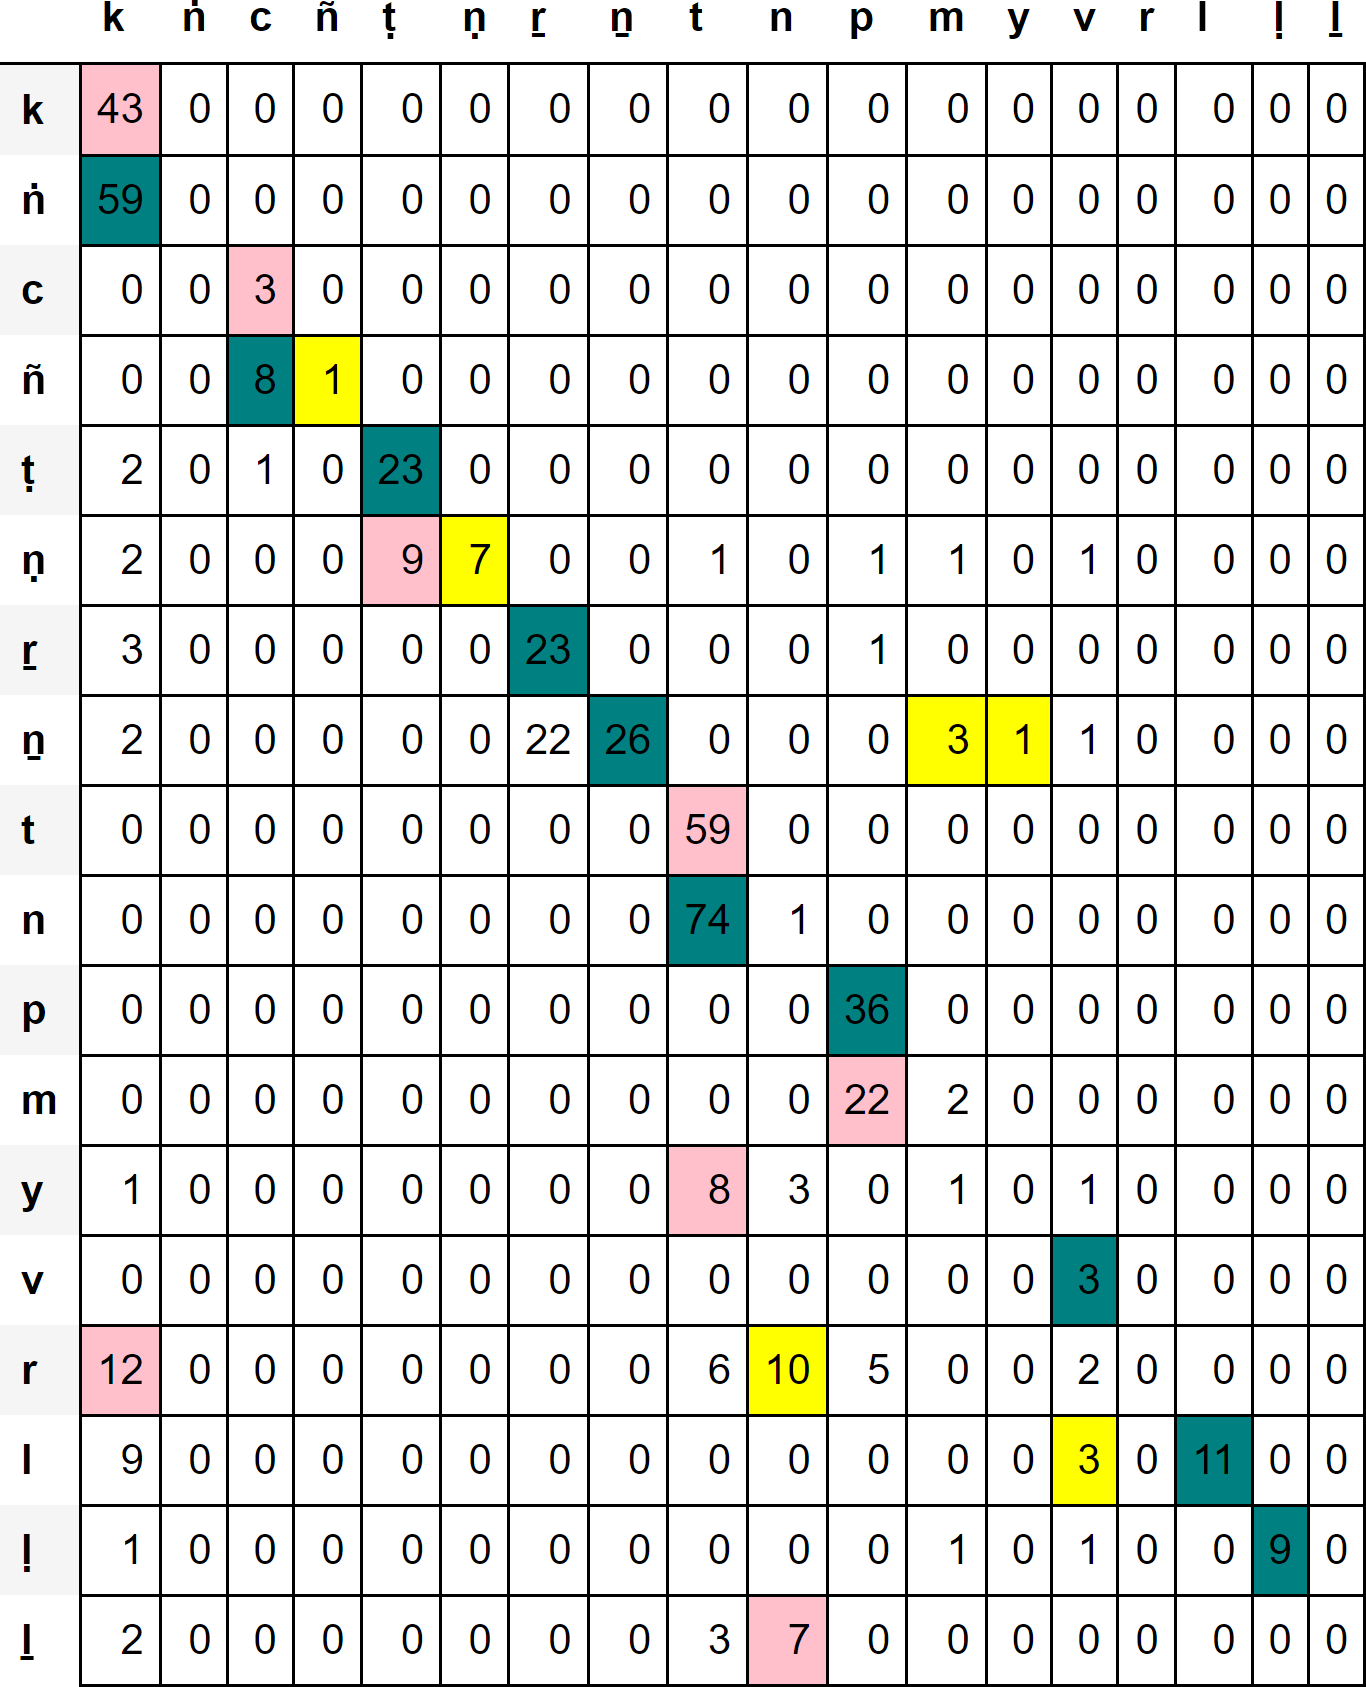 k ṅ c ñ ṭ ṇ ṟ ṉ t n p m y v r l ḷ ḻ
k 43 0 0 0 0 0 0 0 0 0 0 0 0 0 0 0 0 0
ṅ 59 0 0 0 0 0 0 0 0 0 0 0 0 0 0 0 0 0
c 0 0 3 0 0 0 0 0 0 0 0 0 0 0 0 0 0 0
ñ 0 0 8 1 0 0 0 0 0 0 0 0 0 0 0 0 0 0
ṭ 2 0 1 0 23 0 0 0 0 0 0 0 0 0 0 0 0 0
ṇ 2 0 0 0 9 7 0 0 1 0 1 1 0 1 0 0 0 0
ṟ 3 0 0 0 0 0 23 0 0 0 1 0 0 0 0 0 0 0
ṉ 2 0 0 0 0 0 22 26 0 0 0 3 1 1 0 0 0 0
t 0 0 0 0 0 0 0 0 59 0 0 0 0 0 0 0 0 0
n 0 0 0 0 0 0 0 0 74 1 0 0 0 0 0 0 0 0
p 0 0 0 0 0 0 0 0 0 0 36 0 0 0 0 0 0 0
m 0 0 0 0 0 0 0 0 0 0 22 2 0 0 0 0 0 0
y 1 0 0 0 0 0 0 0 8 3 0 1 0 1 0 0 0 0
v 0 0 0 0 0 0 0 0 0 0 0 0 0 3 0 0 0 0
r 12 0 0 0 0 0 0 0 6 10 5 0 0 2 0 0 0 0
l 9 0 0 0 0 0 0 0 0 0 0 0 0 3 0 11 0 0
ḷ 1 0 0 0 0 0 0 0 0 0 0 1 0 1 0 0 9 0
ḻ 2 0 0 0 0 0 0 0 3 7 0 0 0 0 0 0 0 0